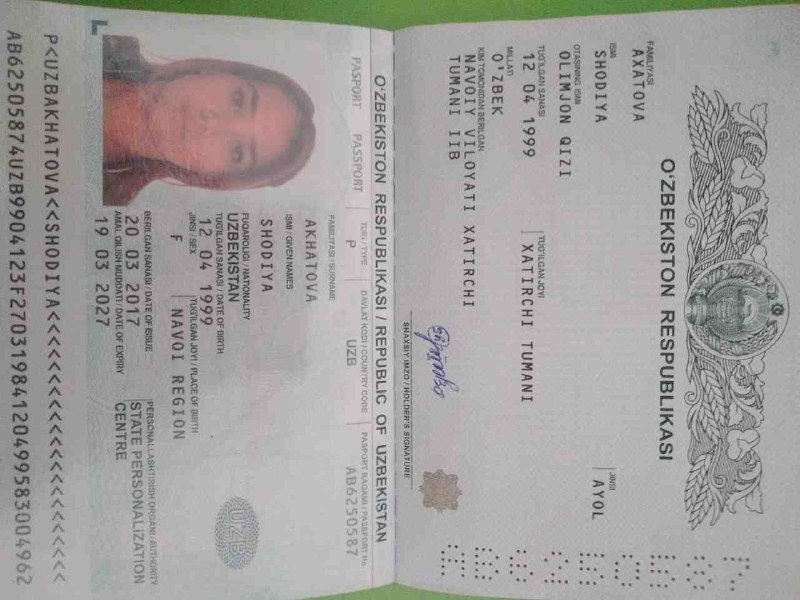 O‘ZBEKISTON RESPUBLIKASI
FAMILIYASI
AXATOVA
ISMI
SHODIYA
OTASINING ISMI
OLIMJON QIZI
TUG‘ILGAN SANASI
12 04 1999
TUG‘ILGAN JOYI
XATIRCHI TUMANI
JINSI
AYOL
MILLATI
O'ZBEK
KIM TOMONIDAN BERILGAN
NAVOIY VILOYATI XATIRCHI
TUMANI IIB
SHAXSIY IMZO / HOLDER'S SIGNATURE
O‘ZBEKISTON RESPUBLIKASI / REPUBLIC OF UZBEKISTAN
PASPORT PASSPORT
TURI / TYPE
P
DAVLAT KODI / COUNTRY CODE
UZB
PASPORT RAQAMI / PASSPORT No.
AB6250587
FAMILIYASI / SURNAME
AKHATOVA
ISMI / GIVEN NAMES
SHODIYA
FUQAROLIGI / NATIONALITY
UZBEKISTAN
TUG‘ILGAN SANASI / DATE OF BIRTH
12 04 1999
JINSI / SEX
F
TUG‘ILGAN JOYI / PLACE OF BIRTH
NAVOI REGION
BERILGAN SANASI / DATE OF ISSUE
20 03 2017
AMAL QILISH MUDDATI / DATE OF EXPIRY
19 03 2027
PERSONALLASHTIRISH ORGANI / AUTHORITY
STATE PERSONALIZATION
CENTRE
UZB
P<UZBAKHATOVA<<SHODIYA<<<<<<<<<<<<<<<<<<<<<<
AB62505874UZB9904123F27031984120499583004962